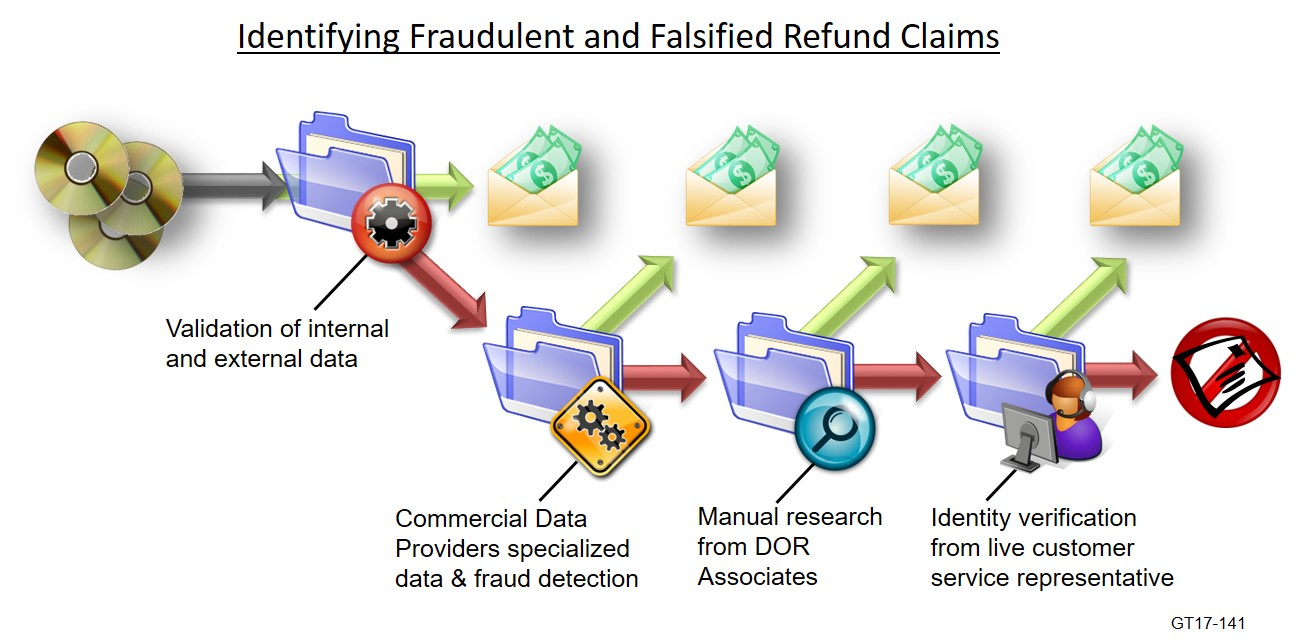 Identifying Fraudulent and Falsified Refund Claims
Validation of internal
and external data
Commercial Data
Providers specialized
data & fraud detection
Manual research
from DOR
Associates
Identity verification
from live customer
service representative
GT17-141